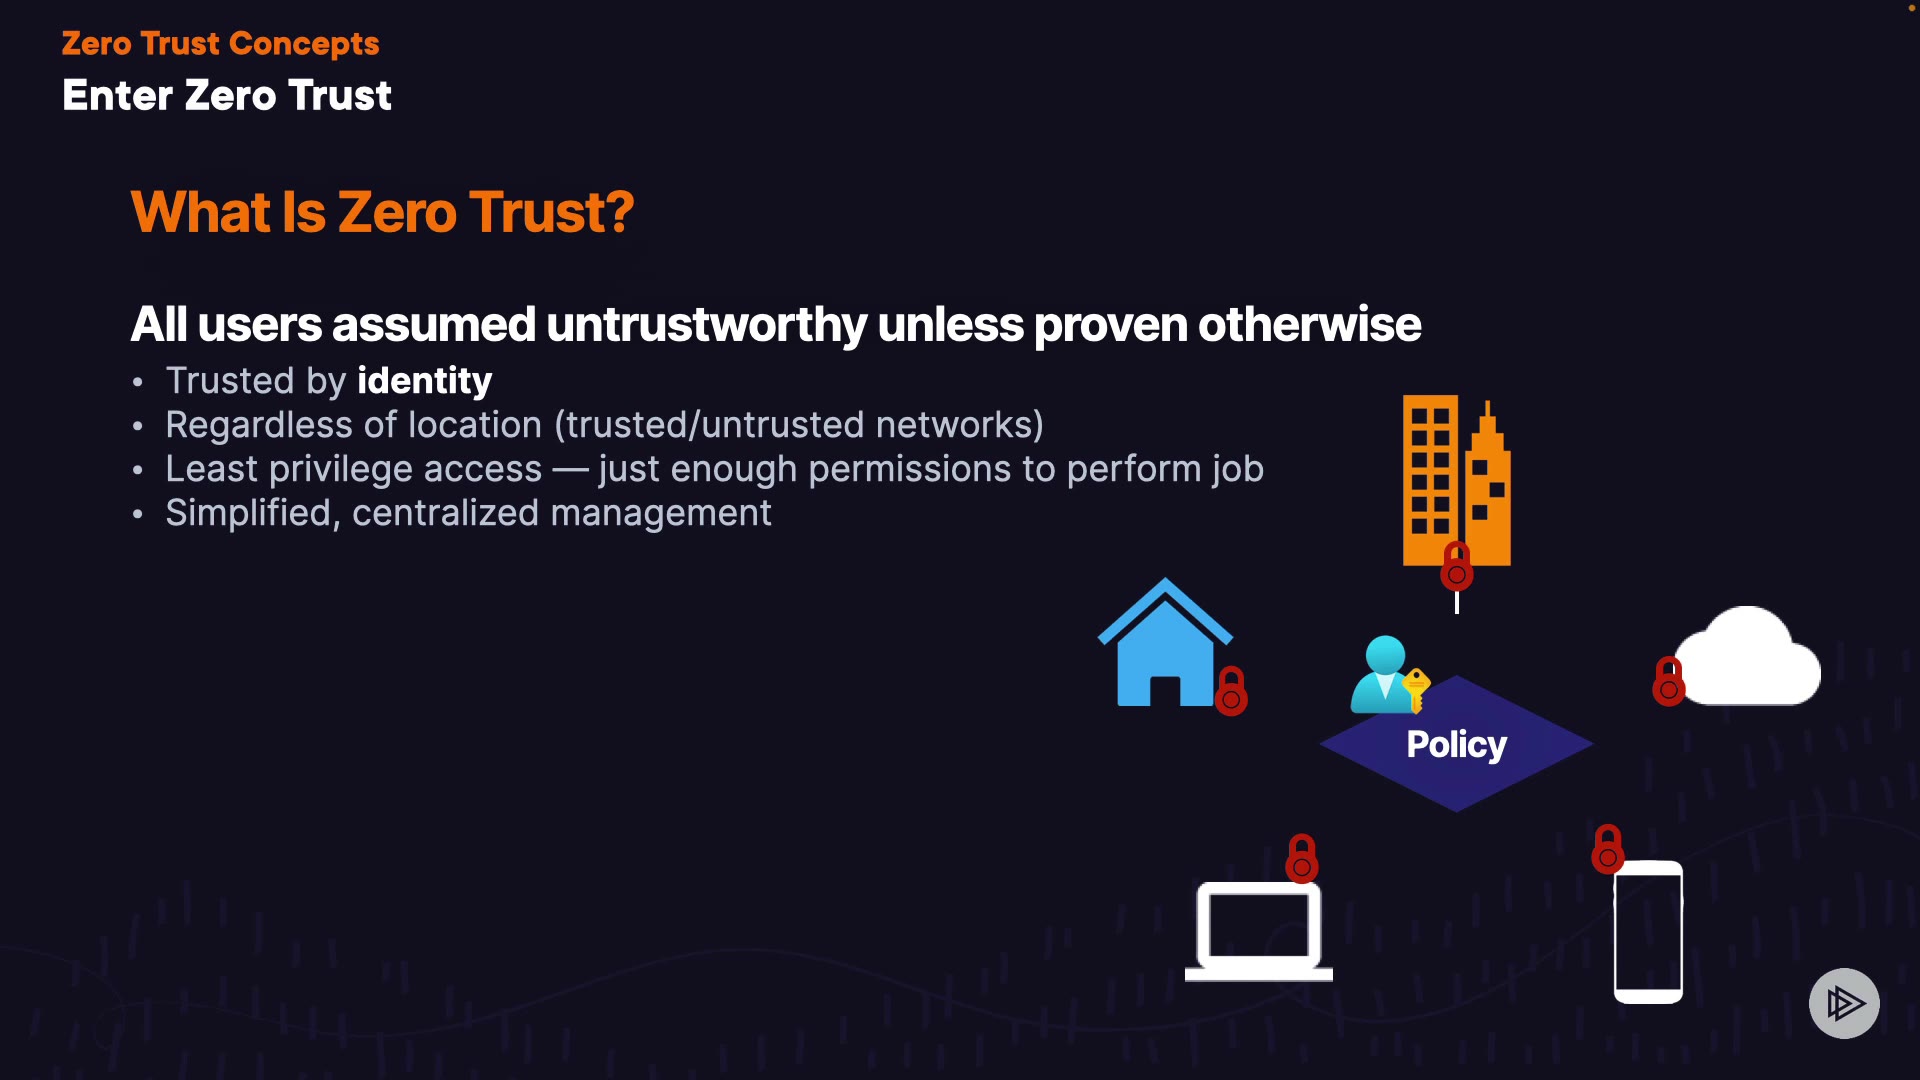 Zero Trust Concepts
Enter Zero Trust
What Is Zero Trust?
All users assumed untrustworthy unless proven otherwise
• Trusted by identity
• Regardless of location (trusted/untrusted networks)
• Least privilege access — just enough permissions to perform job
• Simplified, centralized management
Policy